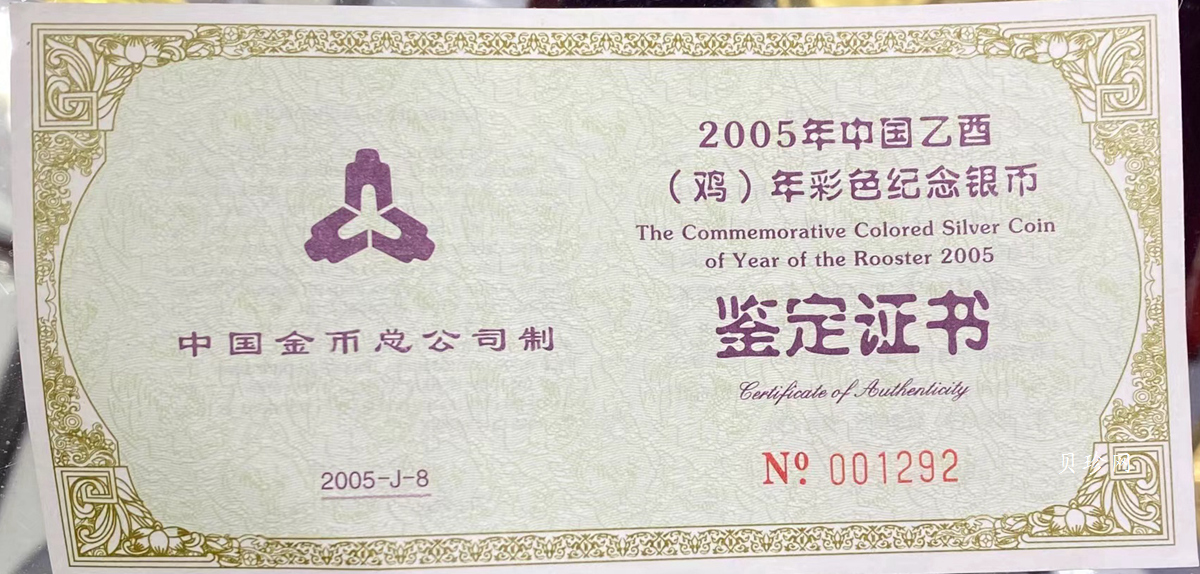 中国金币总公司制
2005-J-8
2005年中国乙酉
（鸡）年彩色纪念银币
The Commemorative Colored Silver Coin
of Year of the Rooster 2005
鉴定证书
Certificate of Authenticity
Nº 001292
贝珍网